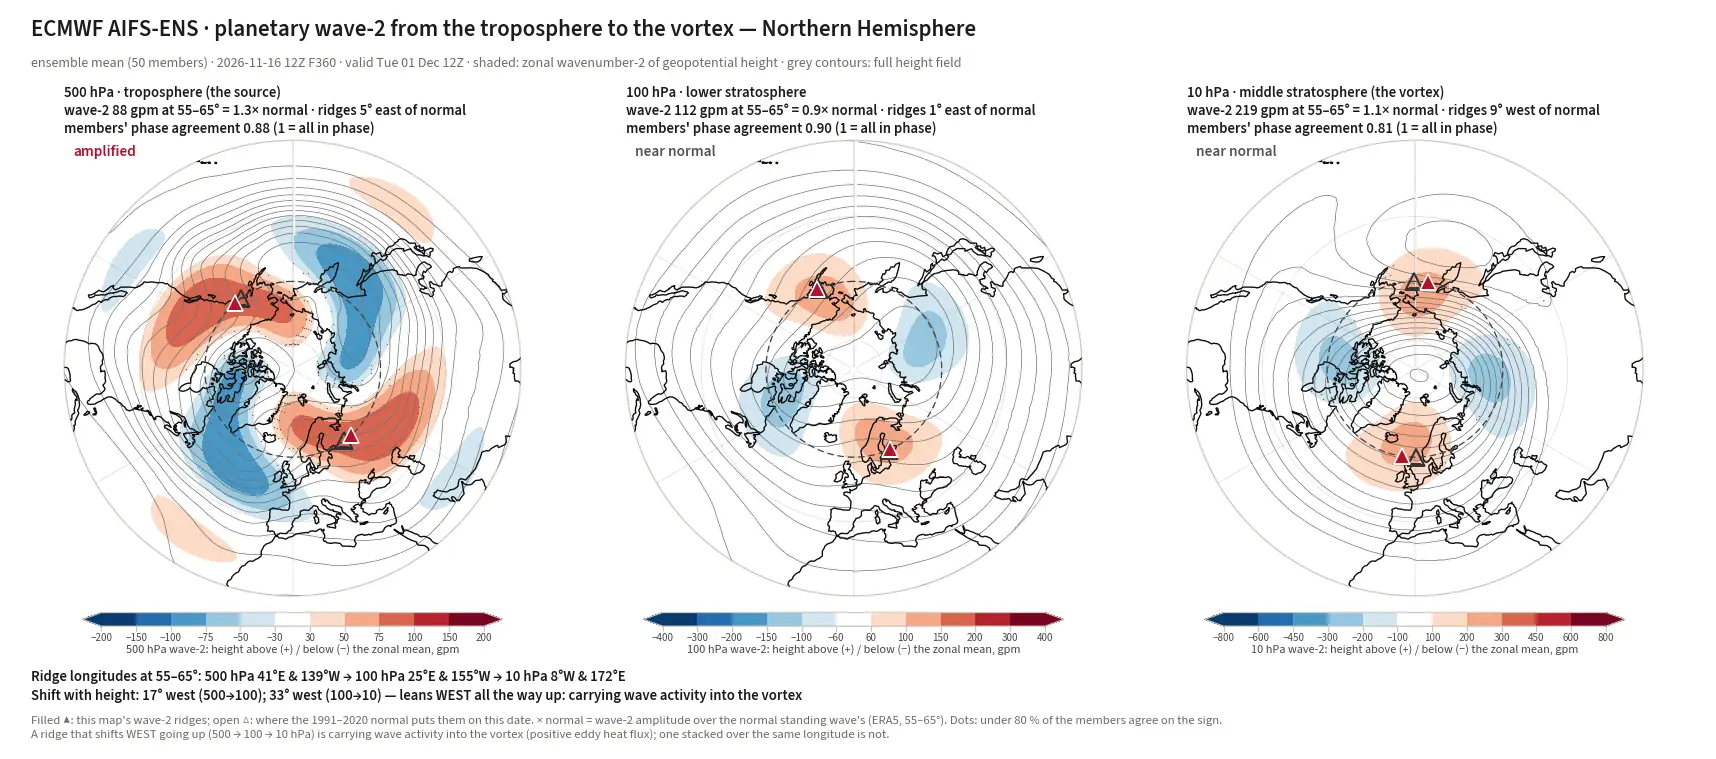 ECMWF AIFS-ENS · planetary wave-2 from the troposphere to the vortex — Northern Hemisphere
ensemble mean (50 members) · 2026-11-16 12Z F360 · valid Tue 01 Dec 12Z · shaded: zonal wavenumber-2 of geopotential height · grey contours: full height field
500 hPa · troposphere (the source)
wave-2 88 gpm at 55–65° = 1.3× normal · ridges 5° east of normal
members' phase agreement 0.88 (1 = all in phase)
amplified
100 hPa · lower stratosphere
wave-2 112 gpm at 55–65° = 0.9× normal · ridges 1° east of normal
members' phase agreement 0.90 (1 = all in phase)
near normal
10 hPa · middle stratosphere (the vortex)
wave-2 219 gpm at 55–65° = 1.1× normal · ridges 9° west of normal
members' phase agreement 0.81 (1 = all in phase)
near normal
−200 −150 −100 −75 −50 −30 30 50 75 100 150 200
500 hPa wave-2: height above (+) / below (−) the zonal mean, gpm
−400 −300 −200 −150 −100 −60 60 100 150 200 300 400
100 hPa wave-2: height above (+) / below (−) the zonal mean, gpm
−800 −600 −450 −300 −200 −100 100 200 300 450 600 800
10 hPa wave-2: height above (+) / below (−) the zonal mean, gpm
Ridge longitudes at 55–65°: 500 hPa 41°E & 139°W → 100 hPa 25°E & 155°W → 10 hPa 8°W & 172°E
Shift with height: 17° west (500→100); 33° west (100→10) — leans WEST all the way up: carrying wave activity into the vortex
Filled ▲: this map's wave-2 ridges; open △: where the 1991–2020 normal puts them on this date. × normal = wave-2 amplitude over the normal standing wave's (ERA5, 55–65°). Dots: under 80 % of the members agree on the sign.
A ridge that shifts WEST going up (500 → 100 → 10 hPa) is carrying wave activity into the vortex (positive eddy heat flux); one stacked over the same longitude is not.